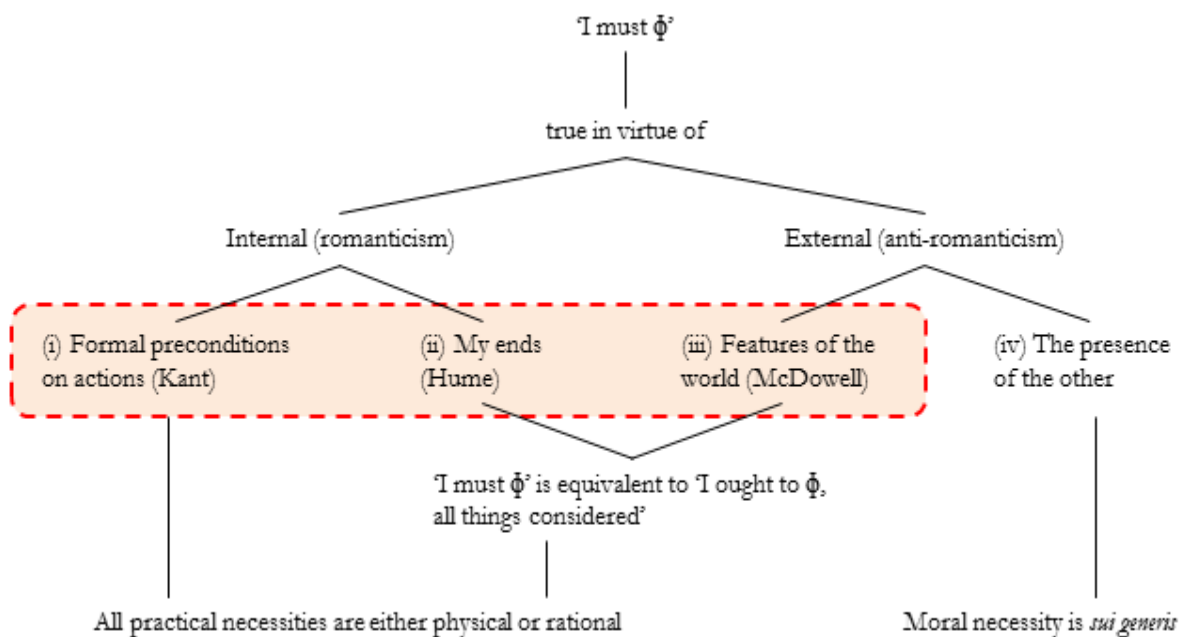 ‘I must ϕ’
true in virtue of
Internal (romanticism)
External (anti-romanticism)
(i) Formal preconditions
on actions (Kant)
(ii) My ends
(Hume)
(iii) Features of the
world (McDowell)
(iv) The presence
of the other
‘I must ϕ’ is equivalent to ‘I ought to ϕ,
all things considered’
All practical necessities are either physical or rational
Moral necessity is sui generis